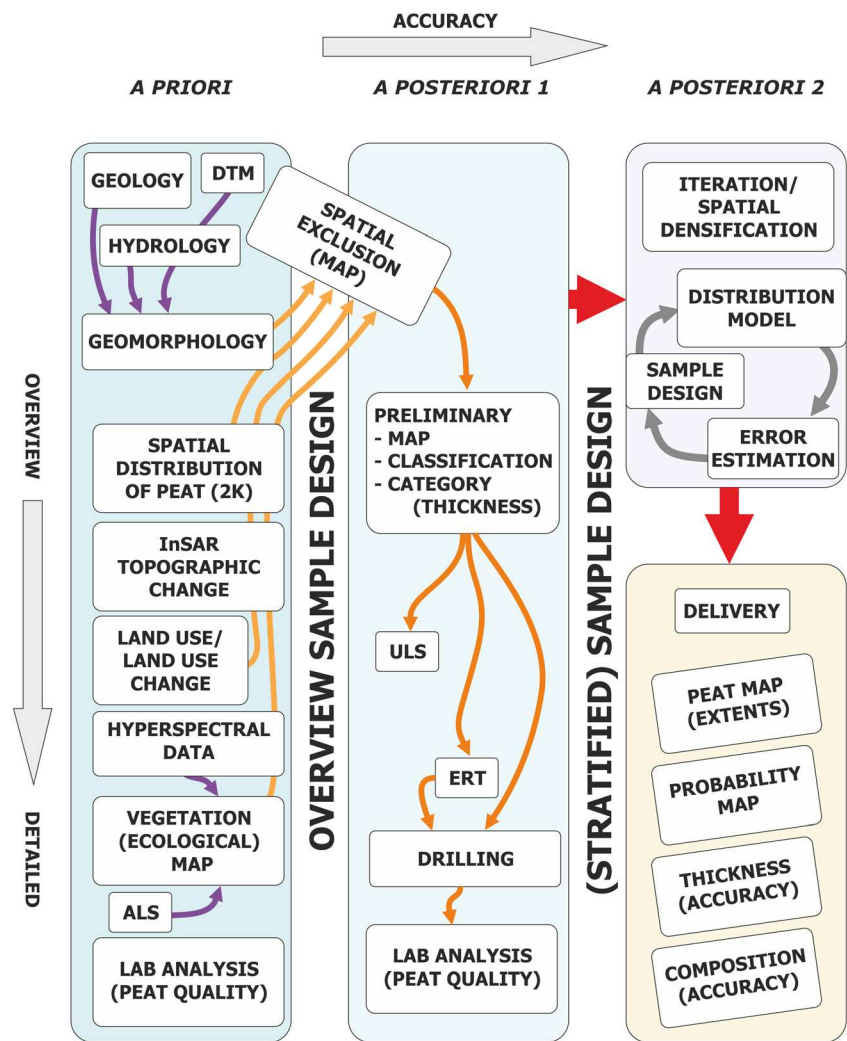 ACCURACY
A PRIORI
A POSTERIORI 1
A POSTERIORI 2
OVERVIEW
DETAILED
GEOLOGY
DTM
HYDROLOGY
GEOMORPHOLOGY
SPATIAL
DISTRIBUTION
OF PEAT (2K)
InSAR
TOPOGRAPHIC
CHANGE
LAND USE/
LAND USE
CHANGE
HYPERSPECTRAL
DATA
VEGETATION
(ECOLOGICAL)
MAP
ALS
LAB ANALYSIS
(PEAT QUALITY)
SPATIAL
EXCLUSION
(MAP)
OVERVIEW SAMPLE DESIGN
PRELIMINARY
- MAP
- CLASSIFICATION
- CATEGORY
(THICKNESS)
ULS
ERT
DRILLING
LAB ANALYSIS
(PEAT QUALITY)
(STRATIFIED) SAMPLE DESIGN
ITERATION/
SPATIAL
DENSIFICATION
DISTRIBUTION
MODEL
SAMPLE
DESIGN
ERROR
ESTIMATION
DELIVERY
PEAT MAP
(EXTENTS)
PROBABILITY
MAP
THICKNESS
(ACCURACY)
COMPOSITION
(ACCURACY)